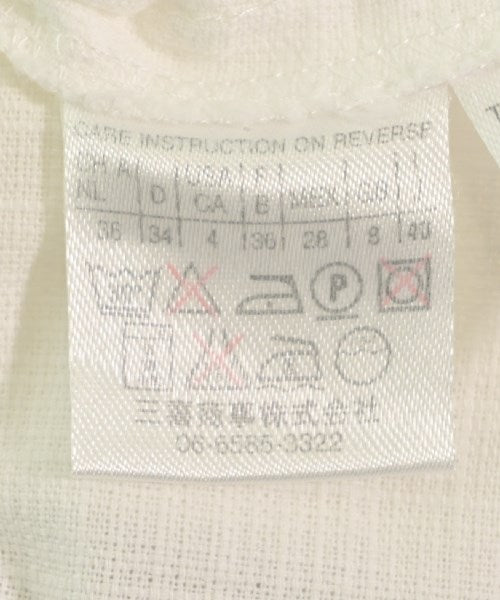 CARE INSTRUCTION ON REVERSE
CH A USA F
NL D CA B MEX GB I
36 34 4 36 28 8 40
30° P
三喜商事株式会社
06-6585-3322
T